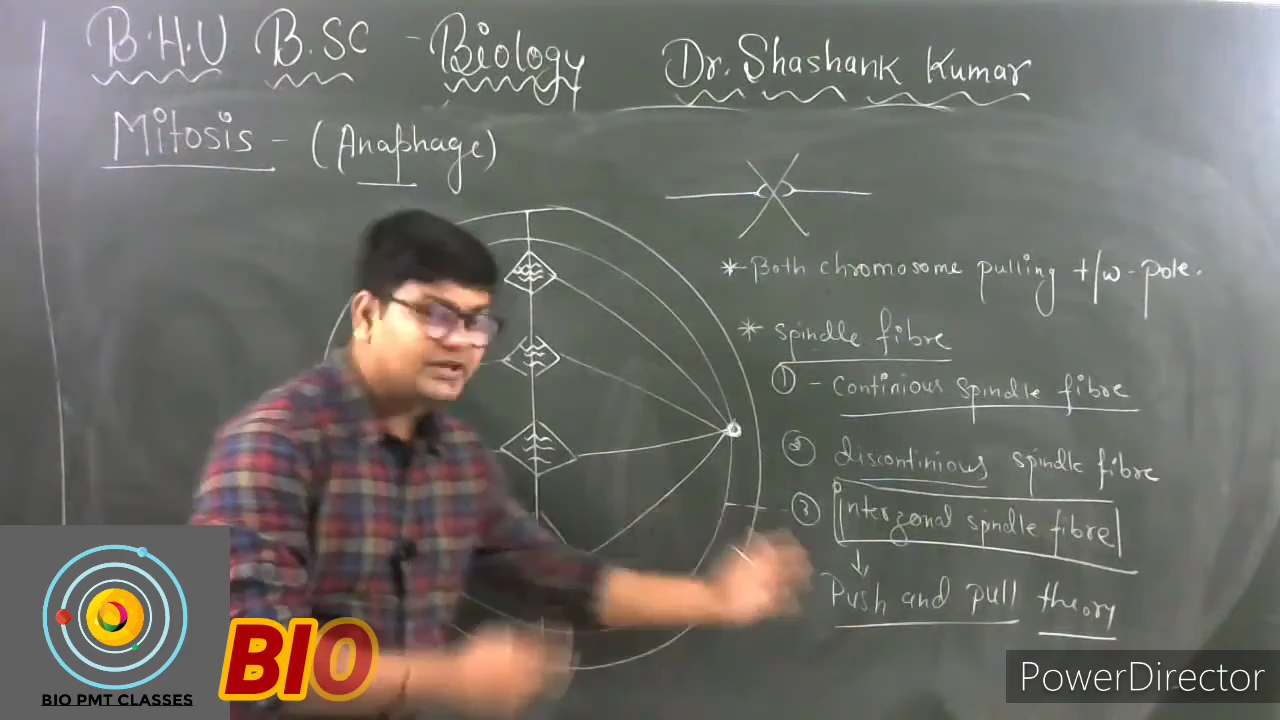 B.H.U B.SC - Biology Dr. Shashank Kumar
Mitosis - (Anaphage)
* Both chromosome pulling t/w - Pole.
* Spindle fibre
① - Continious spindle fibre
② discontinious spindle fibre
③ Interzonal spindle fibre
↓
Push and pull theory
BIO PMT CLASSES
BIO
PowerDirector